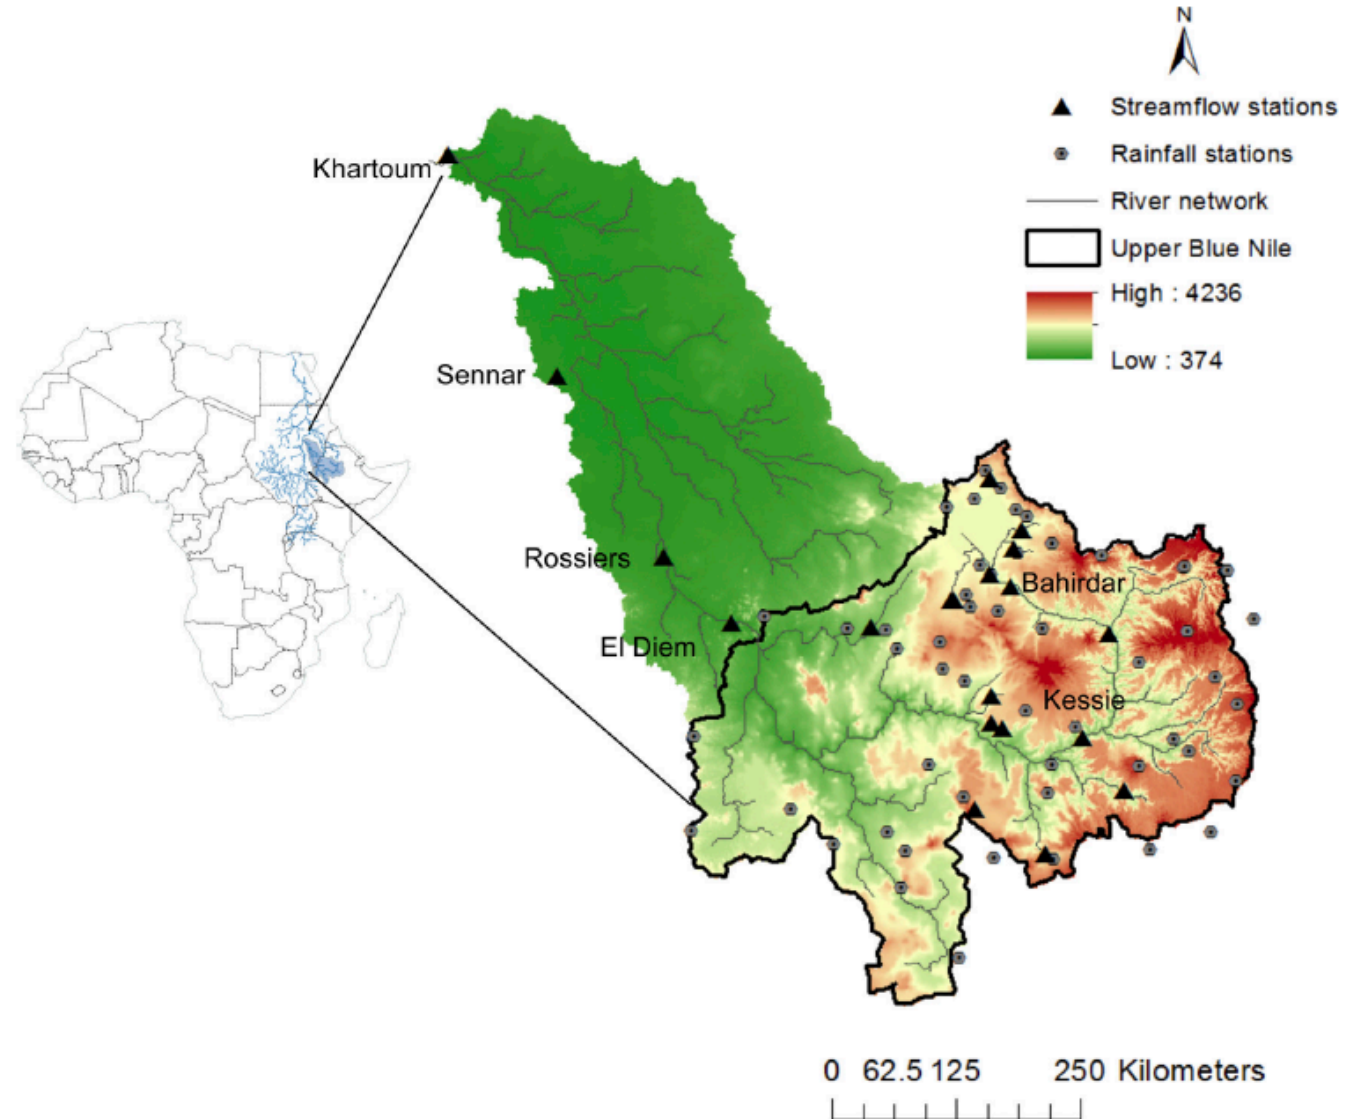 N
Streamflow stations
Rainfall stations
River network
Upper Blue Nile
High : 4236
Low : 374
Khartoum
Sennar
Rossiers
El Diem
Bahirdar
Kessie
0 62.5 125 250 Kilometers